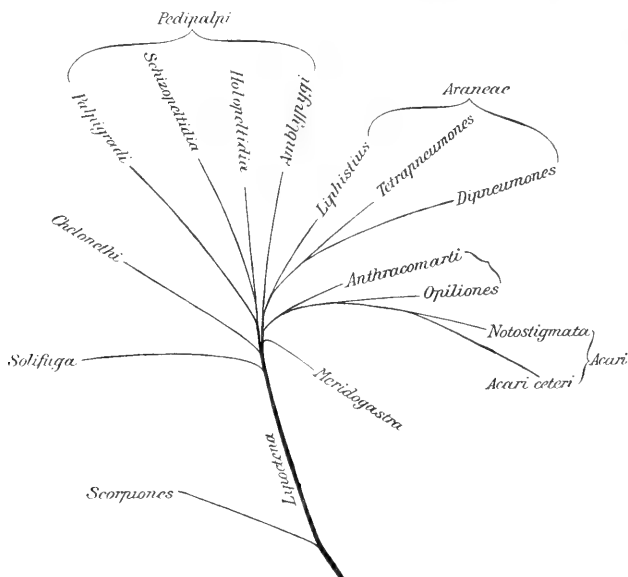 Pedipalpi
Palpigradi
Schizopeltidia
Holopeltidia
Amblypygi
Araneae
Liphistius
Tetrapneumones
Dipneumones
Chelonethi
Anthracomarti
Opiliones
Notostigmata
Acari
Acari ceteri
Solifuga
Meridogastra
Lipoctena
Scorpiones